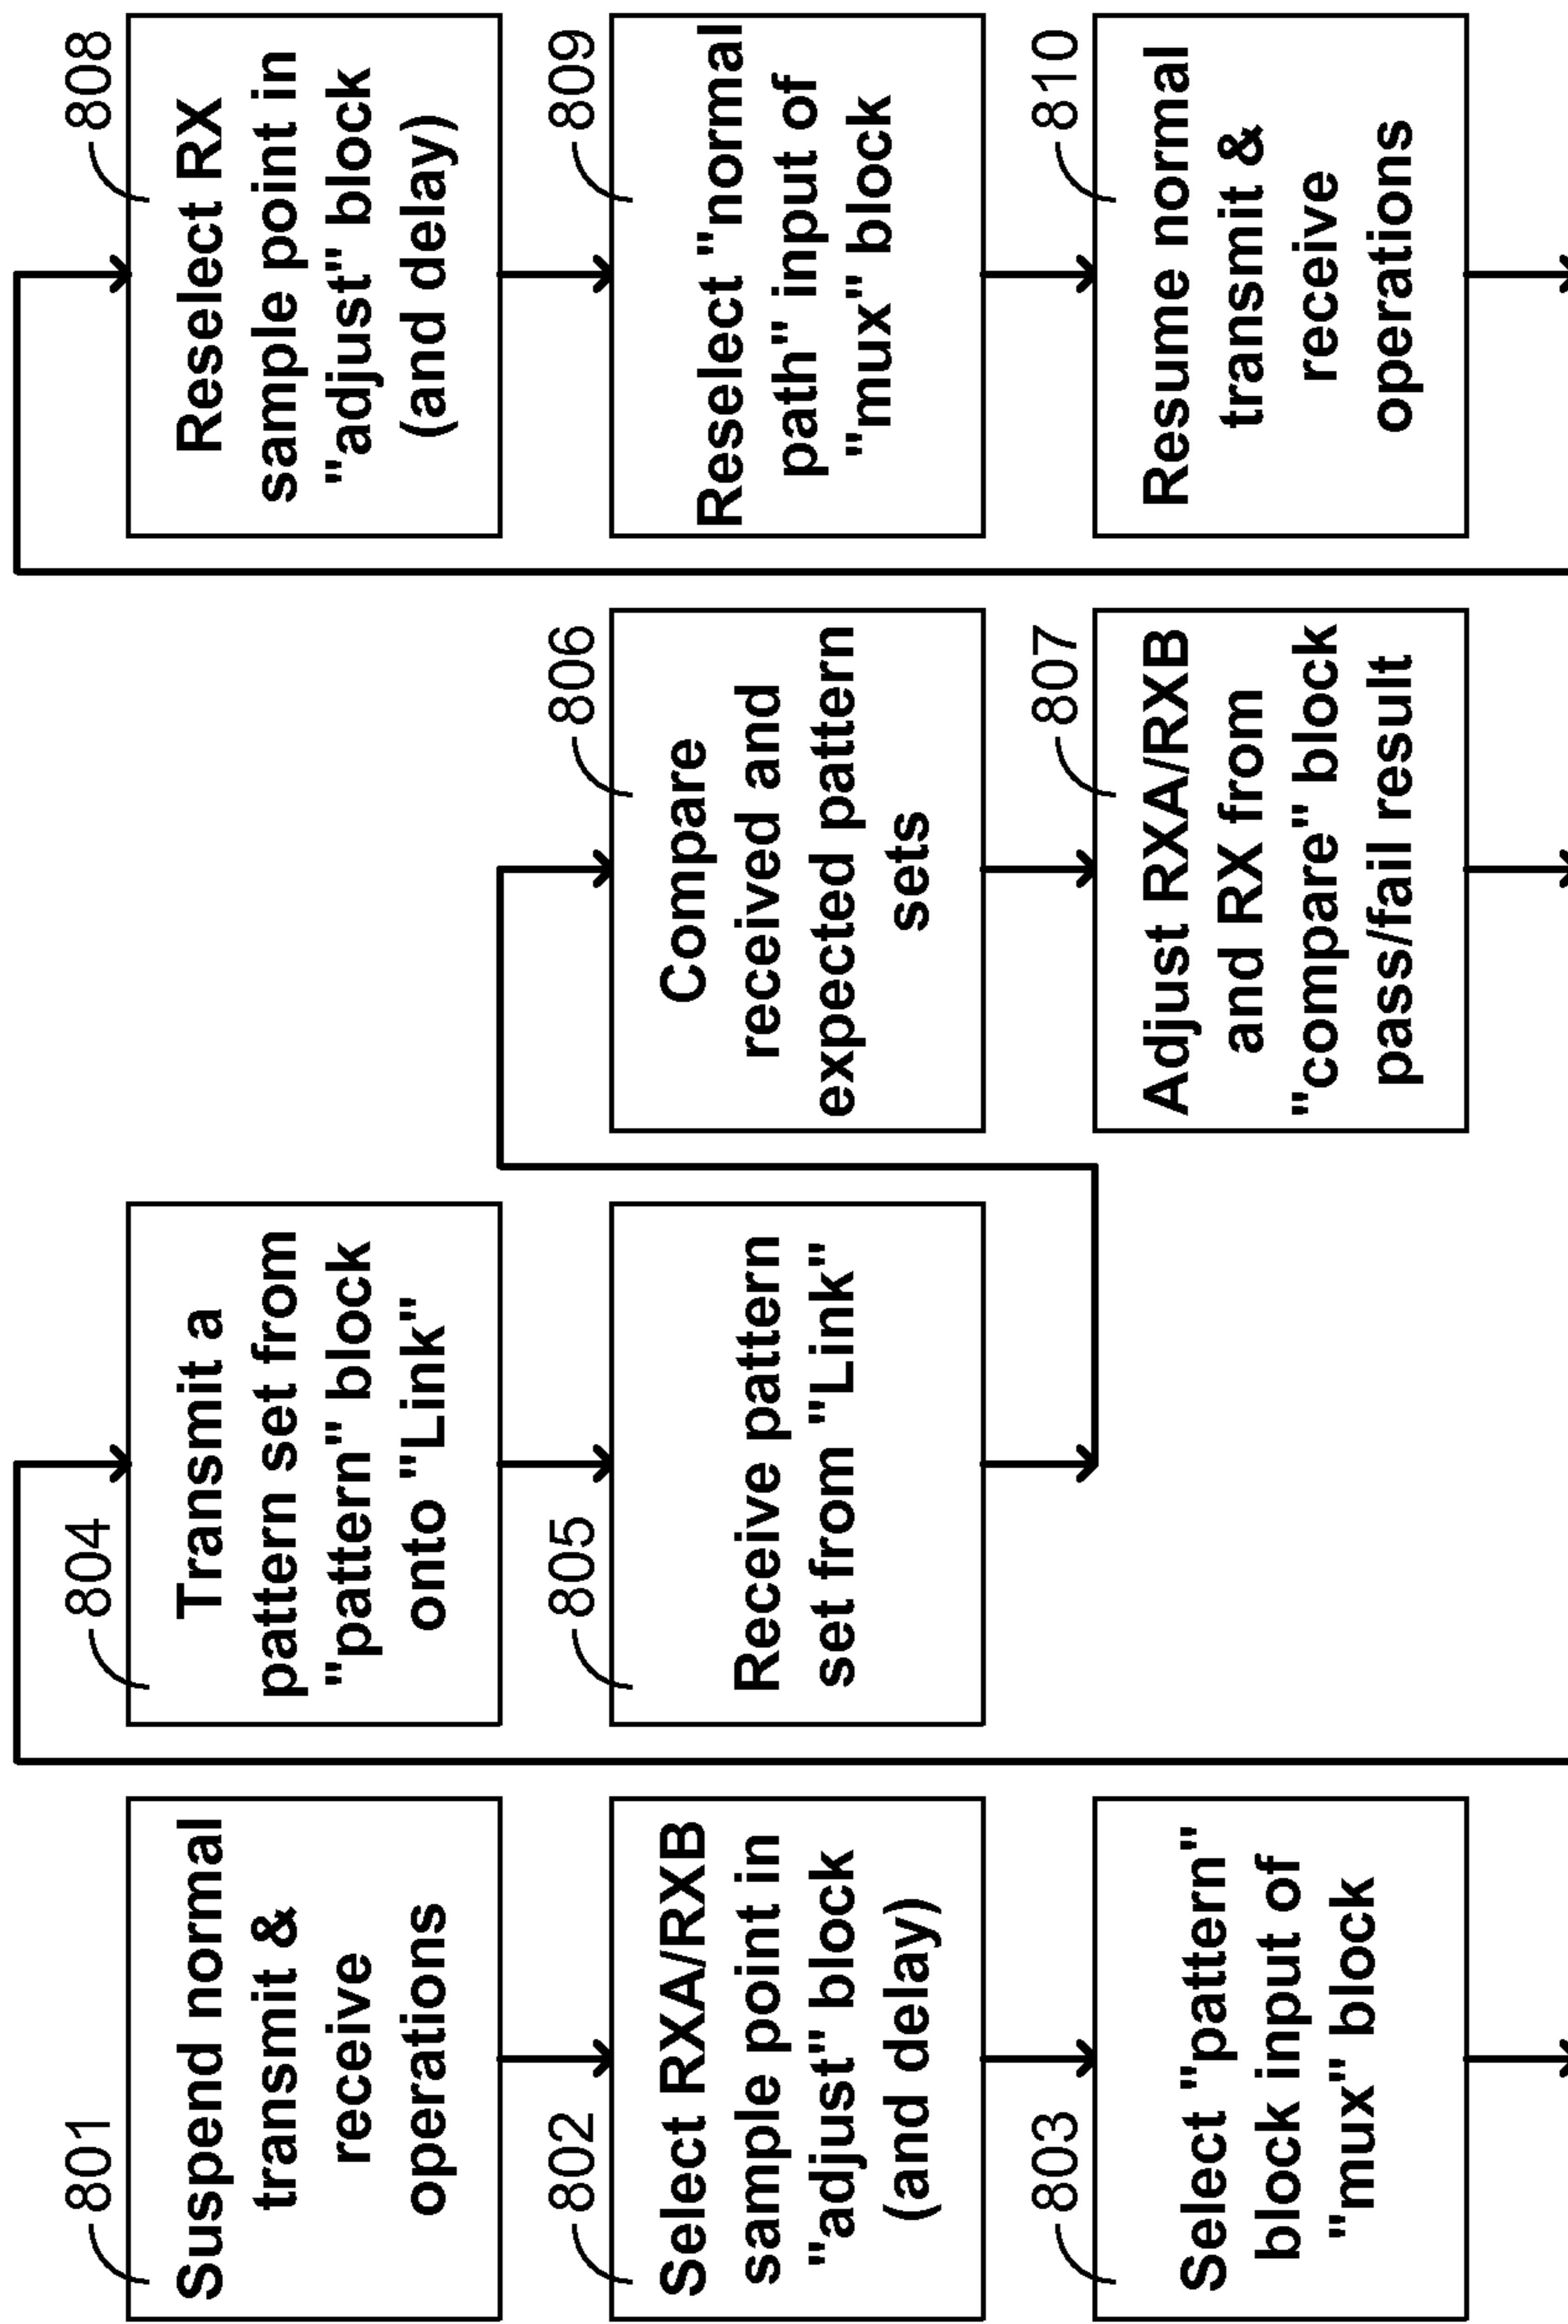 801
Suspend normal
transmit &
receive
operations
802
Select RXA/RXB
sample point in
"adjust" block
(and delay)
803
Select "pattern"
block input of
"mux" block
804
Transmit a
pattern set from
"pattern" block
onto "Link"
805
Receive pattern
set from "Link"
806
Compare
received and
expected pattern
sets
807
Adjust RXA/RXB
and RX from
"compare" block
pass/fail result
808
Reselect RX
sample point in
"adjust" block
(and delay)
809
Reselect "normal
path" input of
"mux" block
810
Resume normal
transmit &
receive
operations